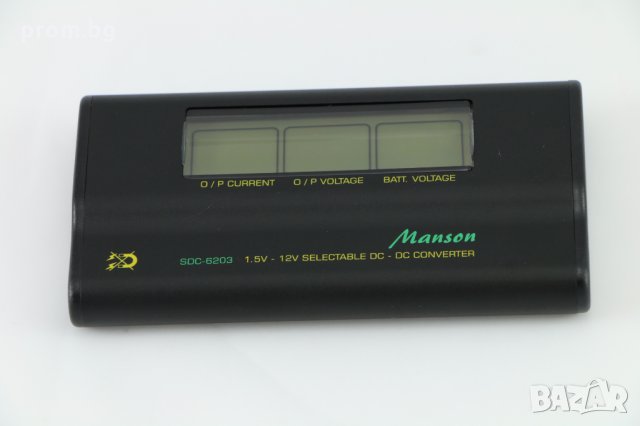 prom.bg
O / P CURRENT O / P VOLTAGE BATT. VOLTAGE
Manson
SDC-6203 1.5V - 12V SELECTABLE DC - DC CONVERTER
BAZAR